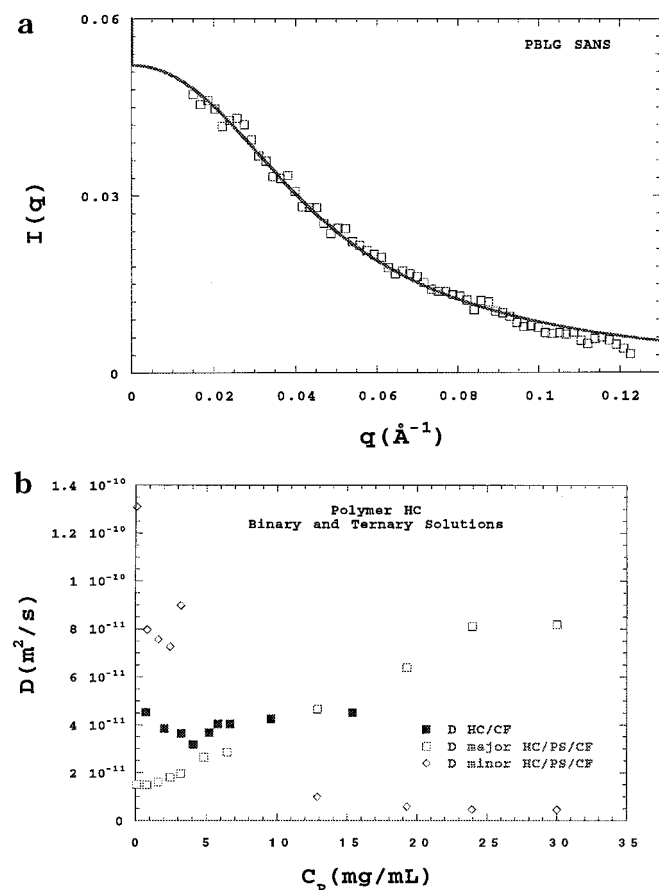 a
0.06
PBLG SANS
I(q)
0.03
0
0 0.02 0.04 0.06 0.08 0.1 0.12
q(Å⁻¹)
b
1.4 10⁻¹⁰
Polymer HC
Binary and Ternary Solutions
1.2 10⁻¹⁰
1 10⁻¹⁰
8 10⁻¹¹
D(m²/s)
6 10⁻¹¹
4 10⁻¹¹
D HC/CF
D major HC/PS/CF
2 10⁻¹¹
D minor HC/PS/CF
0
0 5 10 15 20 25 30 35
C_p(mg/mL)